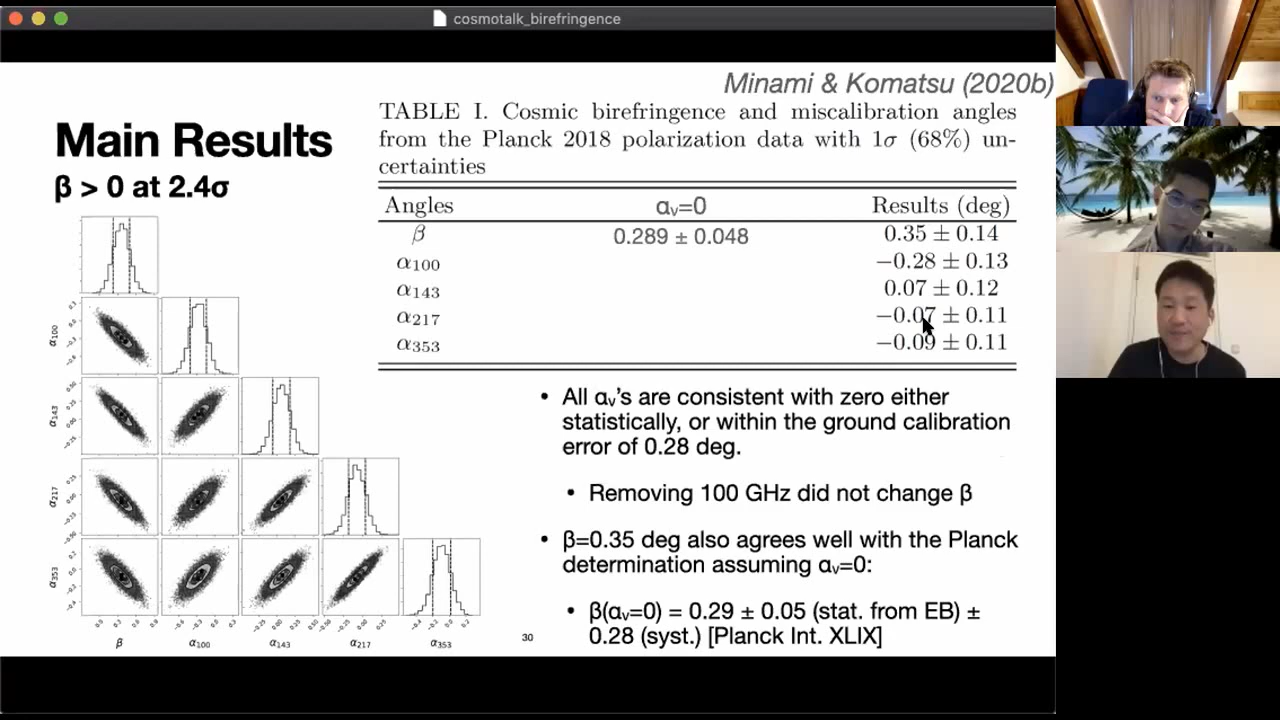 cosmotalk_birefringence
Minami & Komatsu (2020b)
Main Results
β > 0 at 2.4σ
TABLE I. Cosmic birefringence and miscalibration angles
from the Planck 2018 polarization data with 1σ (68%) un-
certainties
Angles αᵥ=0 Results (deg)
β 0.289 ± 0.048 0.35 ± 0.14
α₁₀₀ −0.28 ± 0.13
α₁₄₃ 0.07 ± 0.12
α₂₁₇ −0.07 ± 0.11
α₃₅₃ −0.09 ± 0.11
• All αᵥ's are consistent with zero either
statistically, or within the ground calibration
error of 0.28 deg.
• Removing 100 GHz did not change β
• β=0.35 deg also agrees well with the Planck
determination assuming αᵥ=0:
• β(αᵥ=0) = 0.29 ± 0.05 (stat. from EB) ±
0.28 (syst.) [Planck Int. XLIX]
α₁₀₀
α₁₄₃
α₂₁₇
α₃₅₃
β α₁₀₀ α₁₄₃ α₂₁₇ α₃₅₃
30